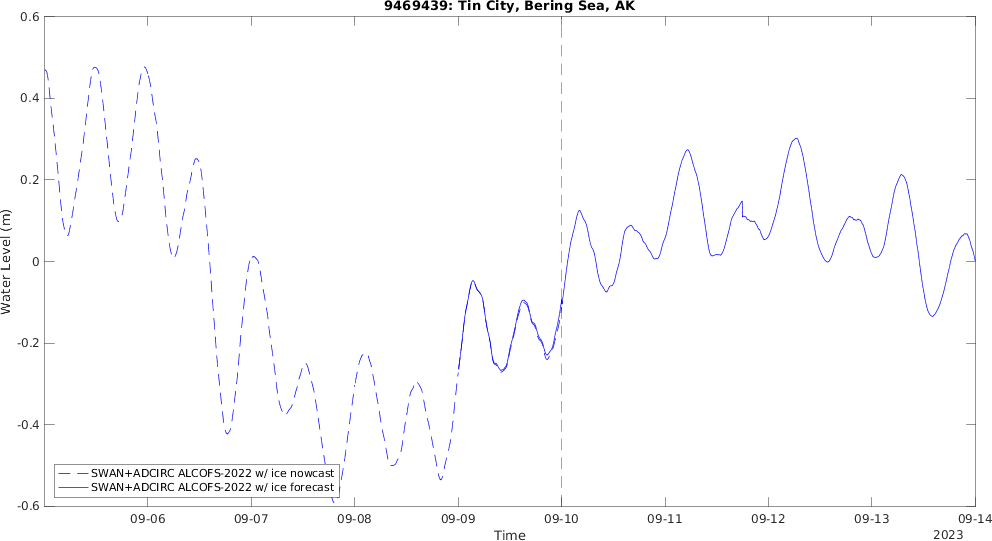 9469439: Tin City, Bering Sea, AK
0.6
0.4
0.2
0
-0.2
-0.4
-0.6
Water Level (m)
SWAN+ADCIRC ALCOFS-2022 w/ ice nowcast
SWAN+ADCIRC ALCOFS-2022 w/ ice forecast
09-06 09-07 09-08 09-09 09-10 09-11 09-12 09-13 09-14
Time
2023